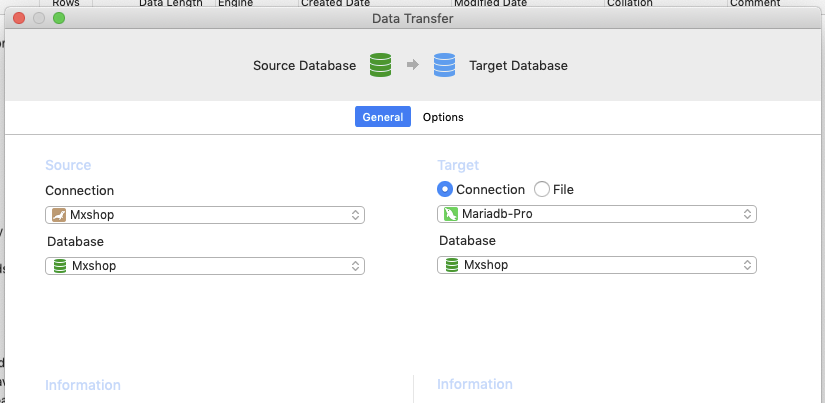 Rows Data Length Engine Created Date Modified Date Collation Comment
Data Transfer
Source Database Target Database
General Options
Source
Connection
Mxshop
Database
Mxshop
Target
Connection File
Mariadb-Pro
Database
Mxshop
Information
Information